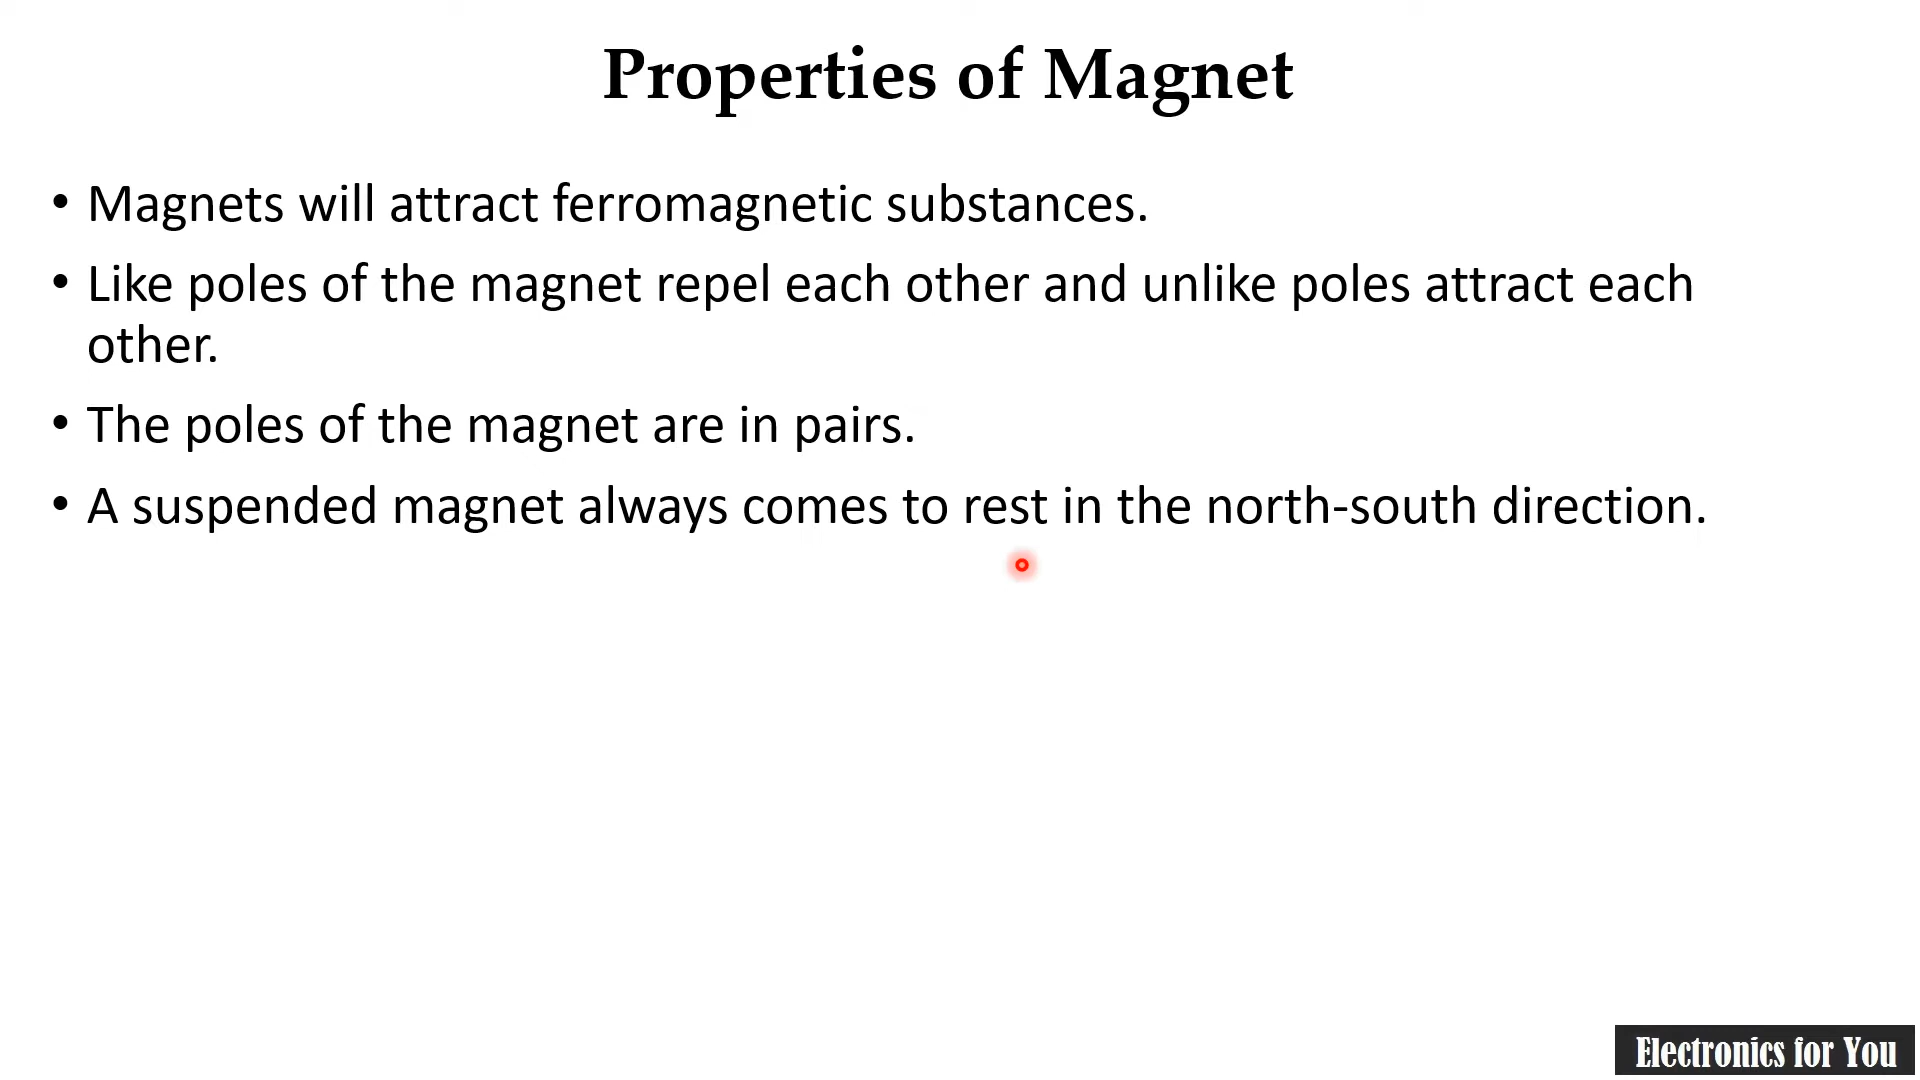 Properties of Magnet
• Magnets will attract ferromagnetic substances.
• Like poles of the magnet repel each other and unlike poles attract each
other.
• The poles of the magnet are in pairs.
• A suspended magnet always comes to rest in the north-south direction.
Electronics for You